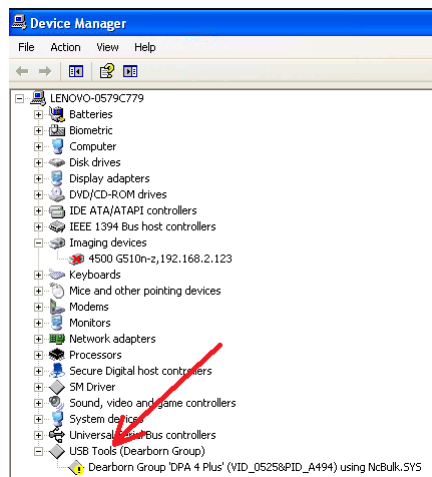 Device Manager
File Action View Help
LENOVO-0579C779
Batteries
Biometric
Computer
Disk drives
Display adapters
DVD/CD-ROM drives
IDE ATA/ATAPI controllers
IEEE 1394 Bus host controllers
Imaging devices
4500 G510n-z,192.168.2.123
Keyboards
Mice and other pointing devices
Modems
Monitors
Network adapters
Processors
Secure Digital host controllers
SM Driver
Sound, video and game controllers
System devices
Universal Serial Bus controllers
USB Tools (Dearborn Group)
Dearborn Group 'DPA 4 Plus' (VID_0525&PID_A494) using NcBulk.SYS